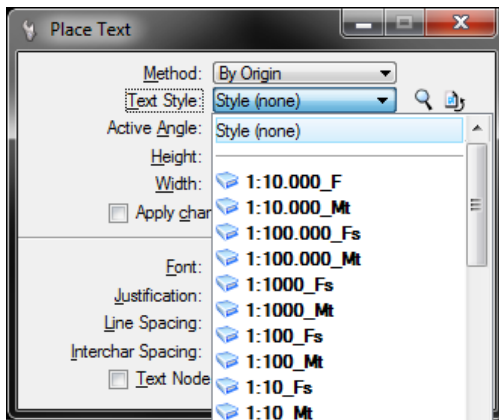 Place Text
Method: By Origin
Text Style: Style (none)
Active Angle: Style (none)
Height:
Width: 1:10.000_F
1:10.000_Mt
Apply char 1:100.000_Fs
1:100.000_Mt
Font: 1:1000_Fs
Justification: 1:1000_Mt
Line Spacing: 1:100_Fs
Interchar Spacing: 1:100_Mt
Text Node 1:10_Fs
1:10_Mt